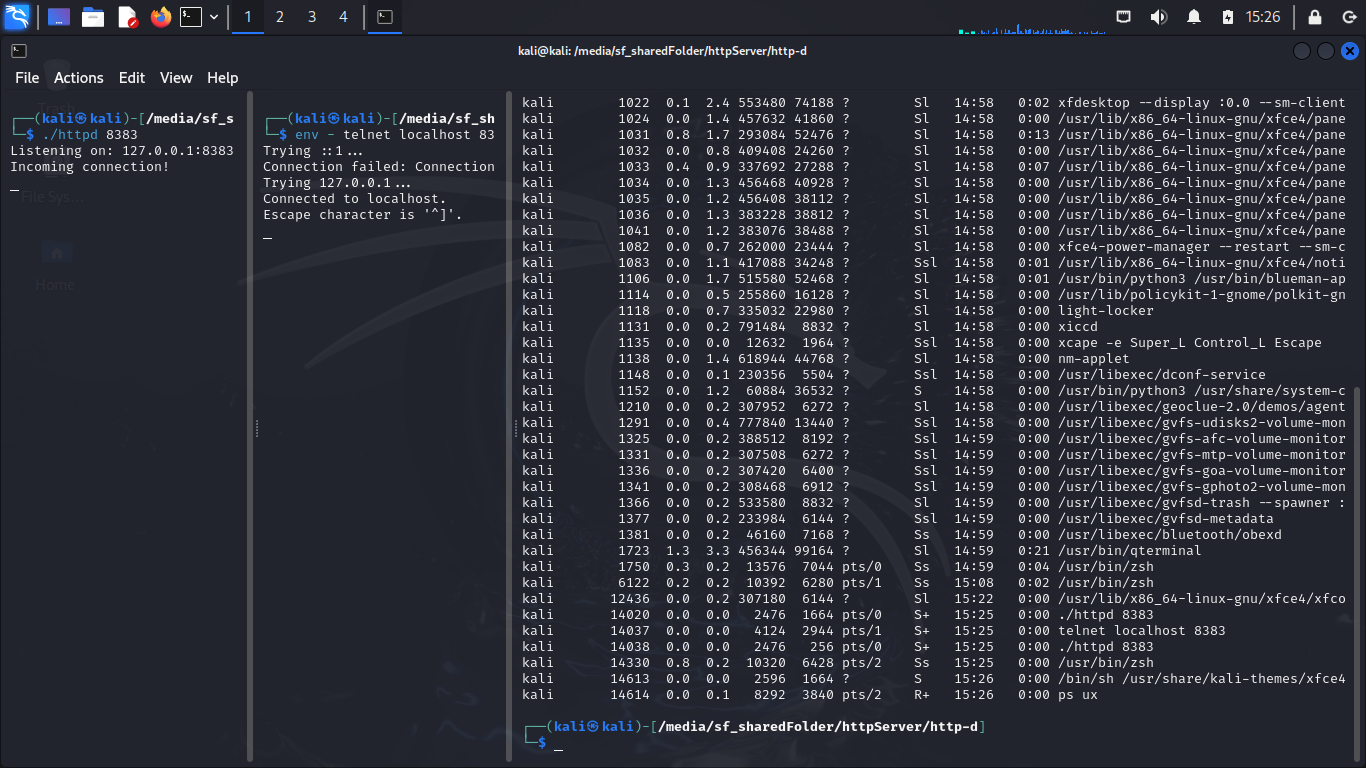 1 2 3 4 15:26
kali@kali: /media/sf_sharedFolder/httpServer/http-d
File Actions Edit View Help
Trash
File Sys...
Home
┌──(kali㉿kali)-[/media/sf_s
└─$ ./httpd 8383
Listening on: 127.0.0.1:8383
Incoming connection!
_
┌──(kali㉿kali)-[/media/sf_sh
└─$ env - telnet localhost 83
Trying ::1...
Connection failed: Connection
Trying 127.0.0.1...
Connected to localhost.
Escape character is '^]'.
_
kali 1022 0.1 2.4 553480 74188 ? Sl 14:58 0:02 xfdesktop --display :0.0 --sm-client
kali 1024 0.0 1.4 457632 41860 ? Sl 14:58 0:00 /usr/lib/x86_64-linux-gnu/xfce4/pane
kali 1031 0.8 1.7 293084 52476 ? Sl 14:58 0:13 /usr/lib/x86_64-linux-gnu/xfce4/pane
kali 1032 0.0 0.8 409408 24260 ? Sl 14:58 0:00 /usr/lib/x86_64-linux-gnu/xfce4/pane
kali 1033 0.4 0.9 337692 27288 ? Sl 14:58 0:07 /usr/lib/x86_64-linux-gnu/xfce4/pane
kali 1034 0.0 1.3 456468 40928 ? Sl 14:58 0:00 /usr/lib/x86_64-linux-gnu/xfce4/pane
kali 1035 0.0 1.2 456408 38112 ? Sl 14:58 0:00 /usr/lib/x86_64-linux-gnu/xfce4/pane
kali 1036 0.0 1.3 383228 38812 ? Sl 14:58 0:00 /usr/lib/x86_64-linux-gnu/xfce4/pane
kali 1041 0.0 1.2 383076 38488 ? Sl 14:58 0:00 /usr/lib/x86_64-linux-gnu/xfce4/pane
kali 1082 0.0 0.7 262000 23444 ? Sl 14:58 0:00 xfce4-power-manager --restart --sm-c
kali 1083 0.0 1.1 417088 34248 ? Ssl 14:58 0:01 /usr/lib/x86_64-linux-gnu/xfce4/noti
kali 1106 0.0 1.7 515580 52468 ? Sl 14:58 0:01 /usr/bin/python3 /usr/bin/blueman-ap
kali 1114 0.0 0.5 255860 16128 ? Sl 14:58 0:00 /usr/lib/policykit-1-gnome/polkit-gn
kali 1118 0.0 0.7 335032 22980 ? Sl 14:58 0:00 light-locker
kali 1131 0.0 0.2 791484 8832 ? Sl 14:58 0:00 xiccd
kali 1135 0.0 0.0 12632 1964 ? Ssl 14:58 0:00 xcape -e Super_L Control_L Escape
kali 1138 0.0 1.4 618944 44768 ? Sl 14:58 0:00 nm-applet
kali 1148 0.0 0.1 230356 5504 ? Ssl 14:58 0:00 /usr/libexec/dconf-service
kali 1152 0.0 1.2 60884 36532 ? S 14:58 0:00 /usr/bin/python3 /usr/share/system-c
kali 1210 0.0 0.2 307952 6272 ? Sl 14:58 0:00 /usr/libexec/geoclue-2.0/demos/agent
kali 1291 0.0 0.4 777840 13440 ? Ssl 14:58 0:00 /usr/libexec/gvfs-udisks2-volume-mon
kali 1325 0.0 0.2 388512 8192 ? Ssl 14:59 0:00 /usr/libexec/gvfs-afc-volume-monitor
kali 1331 0.0 0.2 307508 6272 ? Ssl 14:59 0:00 /usr/libexec/gvfs-mtp-volume-monitor
kali 1336 0.0 0.2 307420 6400 ? Ssl 14:59 0:00 /usr/libexec/gvfs-goa-volume-monitor
kali 1341 0.0 0.2 308468 6912 ? Ssl 14:59 0:00 /usr/libexec/gvfs-gphoto2-volume-mon
kali 1366 0.0 0.2 533580 8832 ? Sl 14:59 0:00 /usr/libexec/gvfsd-trash --spawner :
kali 1377 0.0 0.2 233984 6144 ? Ssl 14:59 0:00 /usr/libexec/gvfsd-metadata
kali 1381 0.0 0.2 46160 7168 ? Ss 14:59 0:00 /usr/libexec/bluetooth/obexd
kali 1723 1.3 3.3 456344 99164 ? Sl 14:59 0:21 /usr/bin/qterminal
kali 1750 0.3 0.2 13576 7044 pts/0 Ss 14:59 0:04 /usr/bin/zsh
kali 6122 0.2 0.2 10392 6280 pts/1 Ss 15:08 0:02 /usr/bin/zsh
kali 12436 0.0 0.2 307180 6144 ? Sl 15:22 0:00 /usr/lib/x86_64-linux-gnu/xfce4/xfco
kali 14020 0.0 0.0 2476 1664 pts/0 S+ 15:25 0:00 ./httpd 8383
kali 14037 0.0 0.0 4124 2944 pts/1 S+ 15:25 0:00 telnet localhost 8383
kali 14038 0.0 0.0 2476 256 pts/0 S+ 15:25 0:00 ./httpd 8383
kali 14330 0.8 0.2 10320 6428 pts/2 Ss 15:25 0:00 /usr/bin/zsh
kali 14613 0.0 0.0 2596 1664 ? S 15:26 0:00 /bin/sh /usr/share/kali-themes/xfce4
kali 14614 0.0 0.1 8292 3840 pts/2 R+ 15:26 0:00 ps ux
┌──(kali㉿kali)-[/media/sf_sharedFolder/httpServer/http-d]
└─$ _